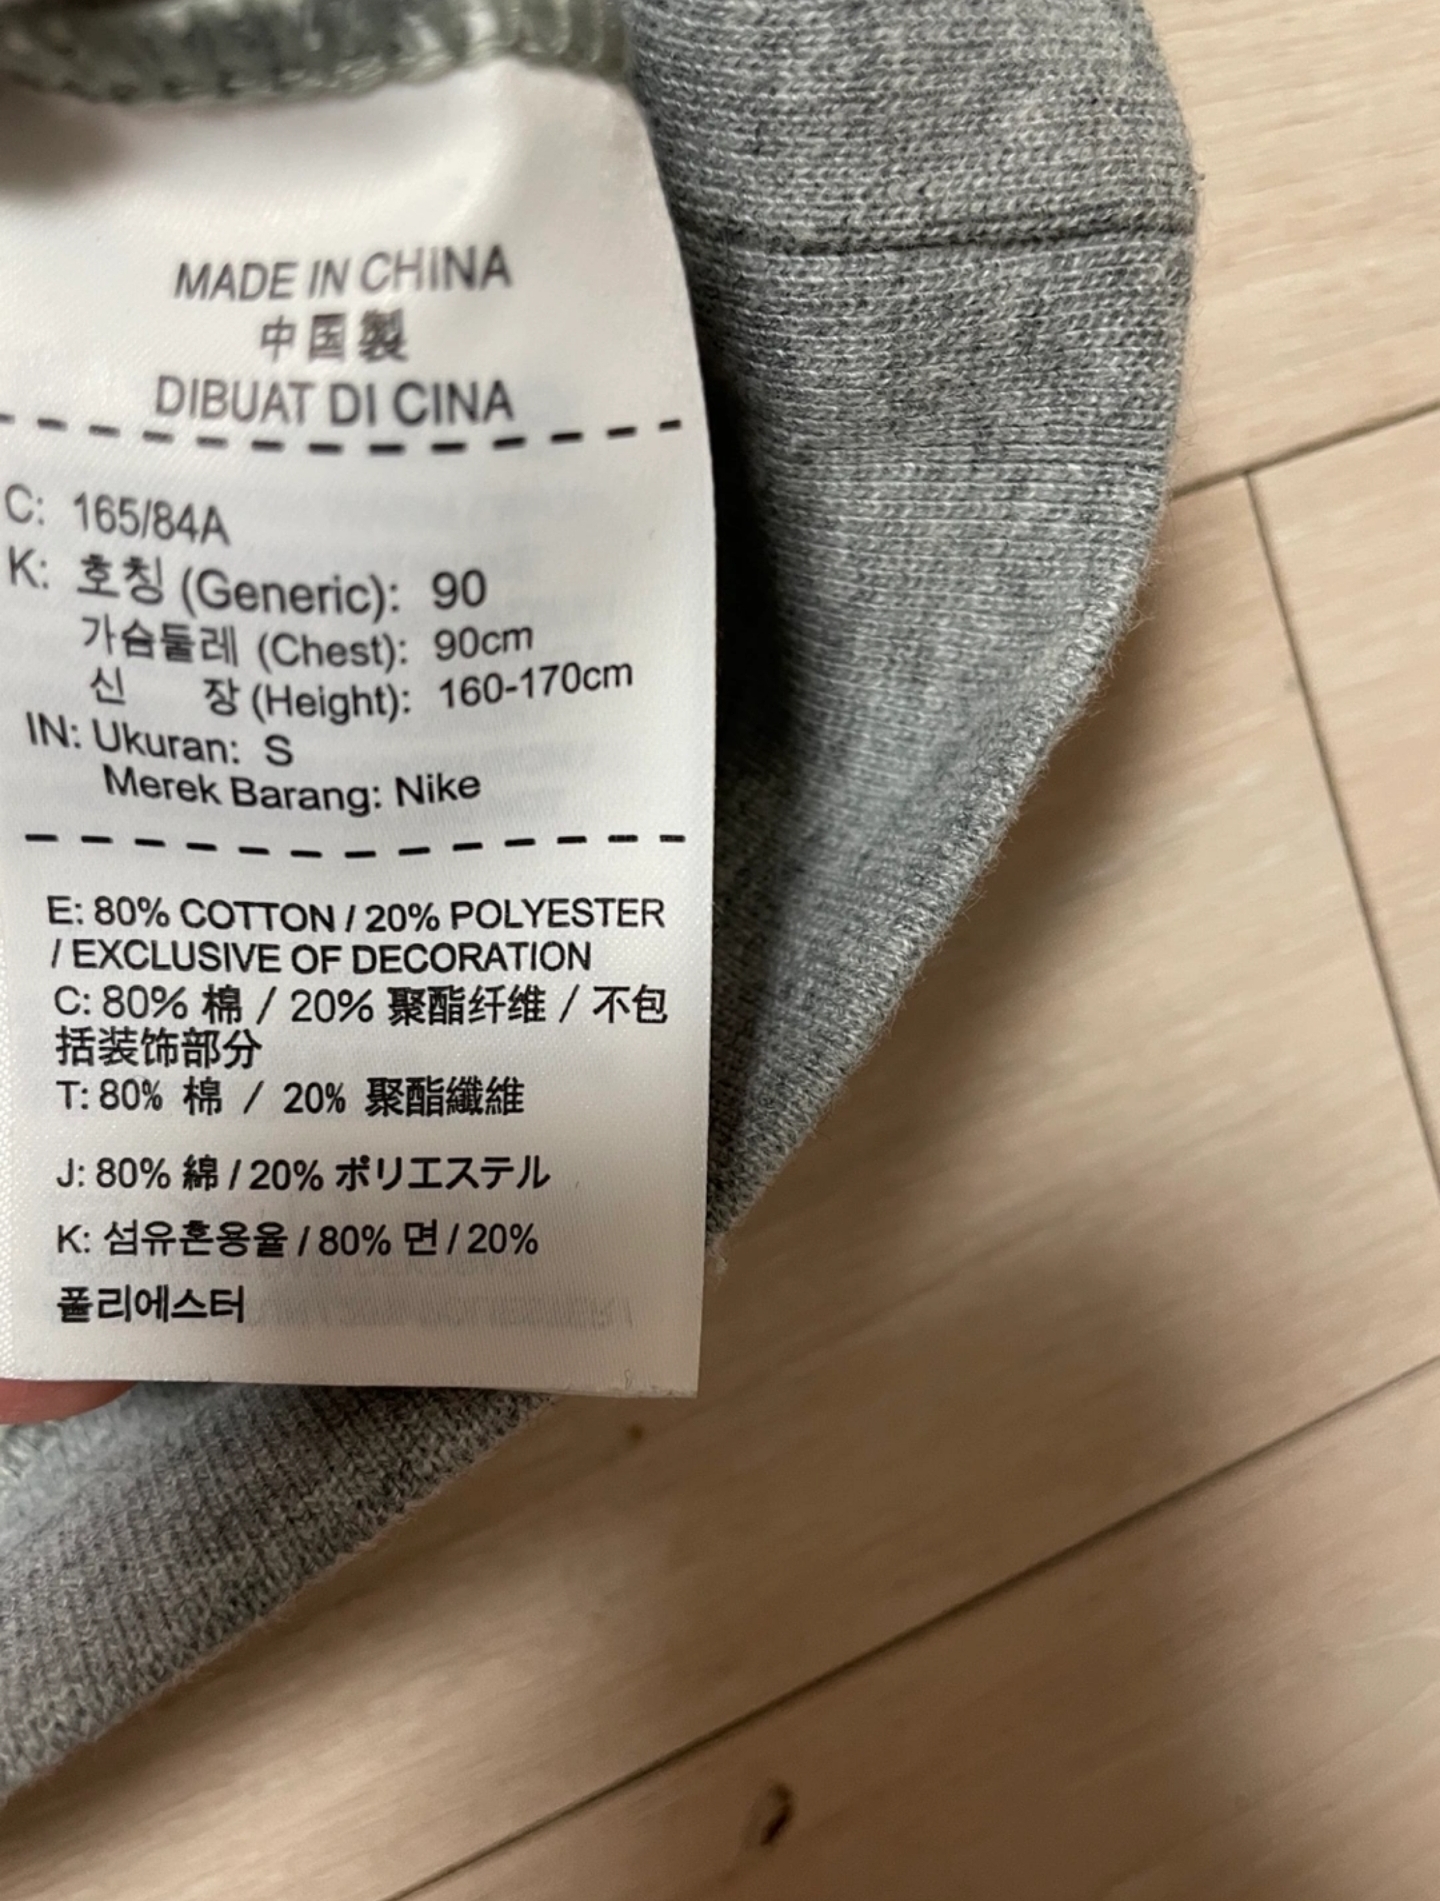 MADE IN CHINA
中国製
DIBUAT DI CINA
C: 165/84A
K: 호칭 (Generic): 90
가슴둘레 (Chest): 90cm
신 장 (Height): 160-170cm
IN: Ukuran: S
Merek Barang: Nike
E: 80% COTTON / 20% POLYESTER
/ EXCLUSIVE OF DECORATION
C: 80% 棉 / 20% 聚酯纤维 / 不包
括装饰部分
T: 80% 棉 / 20% 聚酯纖維
J: 80% 綿 / 20% ポリエステル
K: 섬유혼용율 / 80% 면 / 20%
폴리에스터